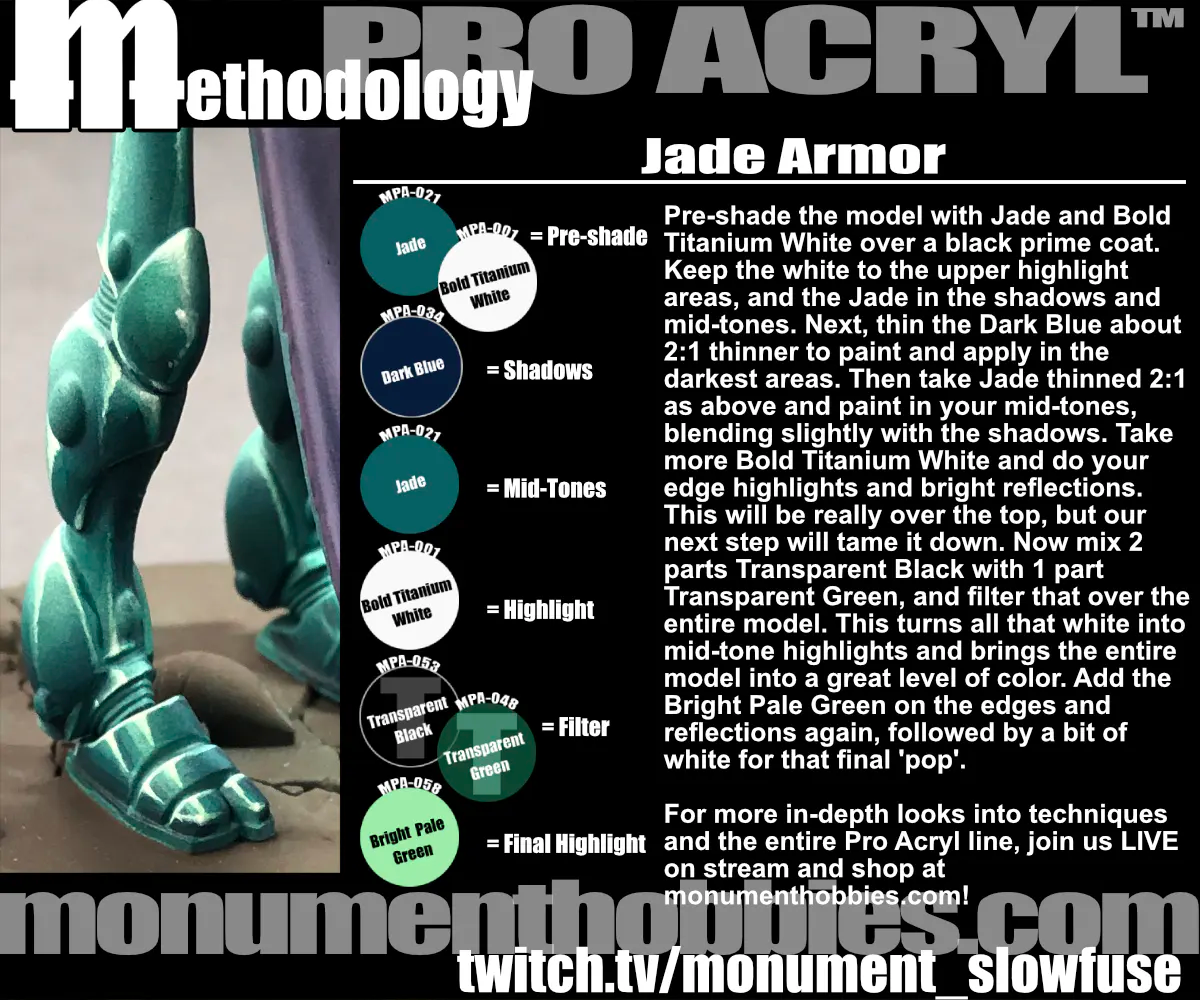 PRO ACRYL™
methodology
Jade Armor
MPA-021
Jade
MPA-001
Bold Titanium
White
= Pre-shade
MPA-034
Dark Blue
= Shadows
MPA-021
Jade
= Mid-Tones
MPA-001
Bold Titanium
White
= Highlight
MPA-053
T
Transparent
Black
MPA-048
T
Transparent
Green
= Filter
MPA-058
Bright Pale
Green
= Final Highlight
Pre-shade the model with Jade and Bold
Titanium White over a black prime coat.
Keep the white to the upper highlight
areas, and the Jade in the shadows and
mid-tones. Next, thin the Dark Blue about
2:1 thinner to paint and apply in the
darkest areas. Then take Jade thinned 2:1
as above and paint in your mid-tones,
blending slightly with the shadows. Take
more Bold Titanium White and do your
edge highlights and bright reflections.
This will be really over the top, but our
next step will tame it down. Now mix 2
parts Transparent Black with 1 part
Transparent Green, and filter that over the
entire model. This turns all that white into
mid-tone highlights and brings the entire
model into a great level of color. Add the
Bright Pale Green on the edges and
reflections again, followed by a bit of
white for that final 'pop'.
For more in-depth looks into techniques
and the entire Pro Acryl line, join us LIVE
on stream and shop at
monumenthobbies.com!
monumenthobbies.com
twitch.tv/monument_slowfuse